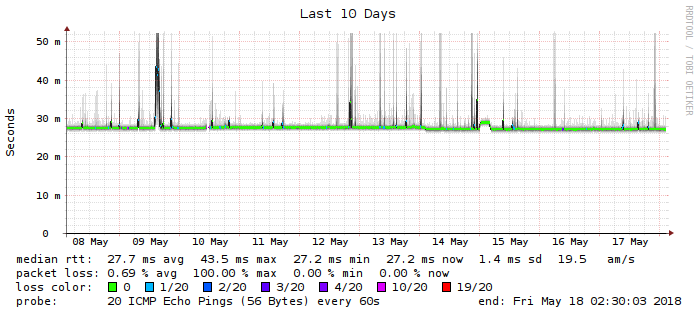 Last 10 Days
RRDTOOL / TOBI OETIKER
Seconds
50 m
40 m
30 m
20 m
10 m
0
08 May 09 May 10 May 11 May 12 May 13 May 14 May 15 May 16 May 17 May
median rtt: 27.7 ms avg 43.5 ms max 27.2 ms min 27.2 ms now 1.4 ms sd 19.5 am/s
packet loss: 0.69 % avg 100.00 % max 0.00 % min 0.00 % now
loss color: 0 1/20 2/20 3/20 4/20 10/20 19/20
probe: 20 ICMP Echo Pings (56 Bytes) every 60s end: Fri May 18 02:30:03 2018